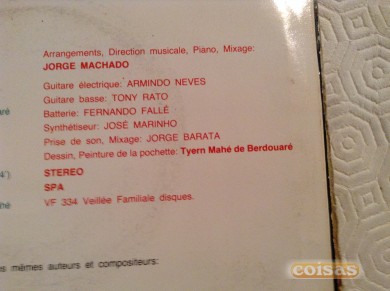 Arrangements, Direction musicale, Piano, Mixage:
JORGE MACHADO
Guitare électrique: ARMINDO NEVES
Guitare basse: TONY RATO
Batterie: FERNANDO FALLÉ
Synthétiseur: JOSÉ MARINHO
Prise de son, Mixage: JORGE BARATA
Dessin, Peinture de la pochette: Tyern Mahé de Berdouaré
4') STEREO
SPA
VF 334 Veillée Familiale disques.
mêmes auteurs et compositeurs:
coisas